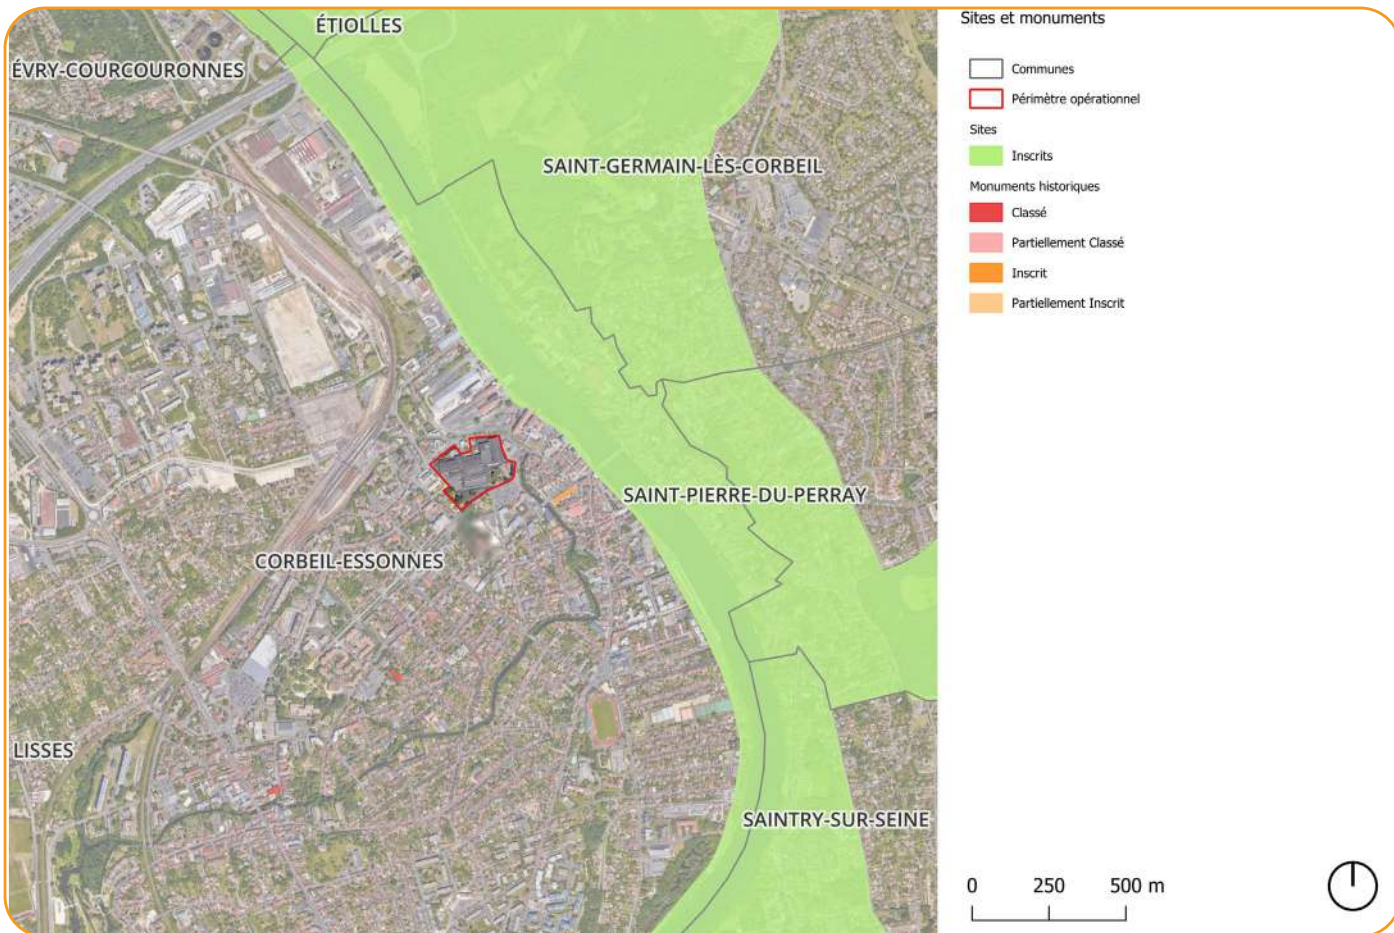 ÉTIOLLES
ÉVRY-COURCOURONNES
SAINT-GERMAIN-LÈS-CORBEIL
SAINT-PIERRE-DU-PERRAY
CORBEIL-ESSONNES
LISSES
SAINTRY-SUR-SEINE
Sites et monuments
Communes
Périmètre opérationnel
Sites
Inscrits
Monuments historiques
Classé
Partiellement Classé
Inscrit
Partiellement Inscrit
0 250 500 m